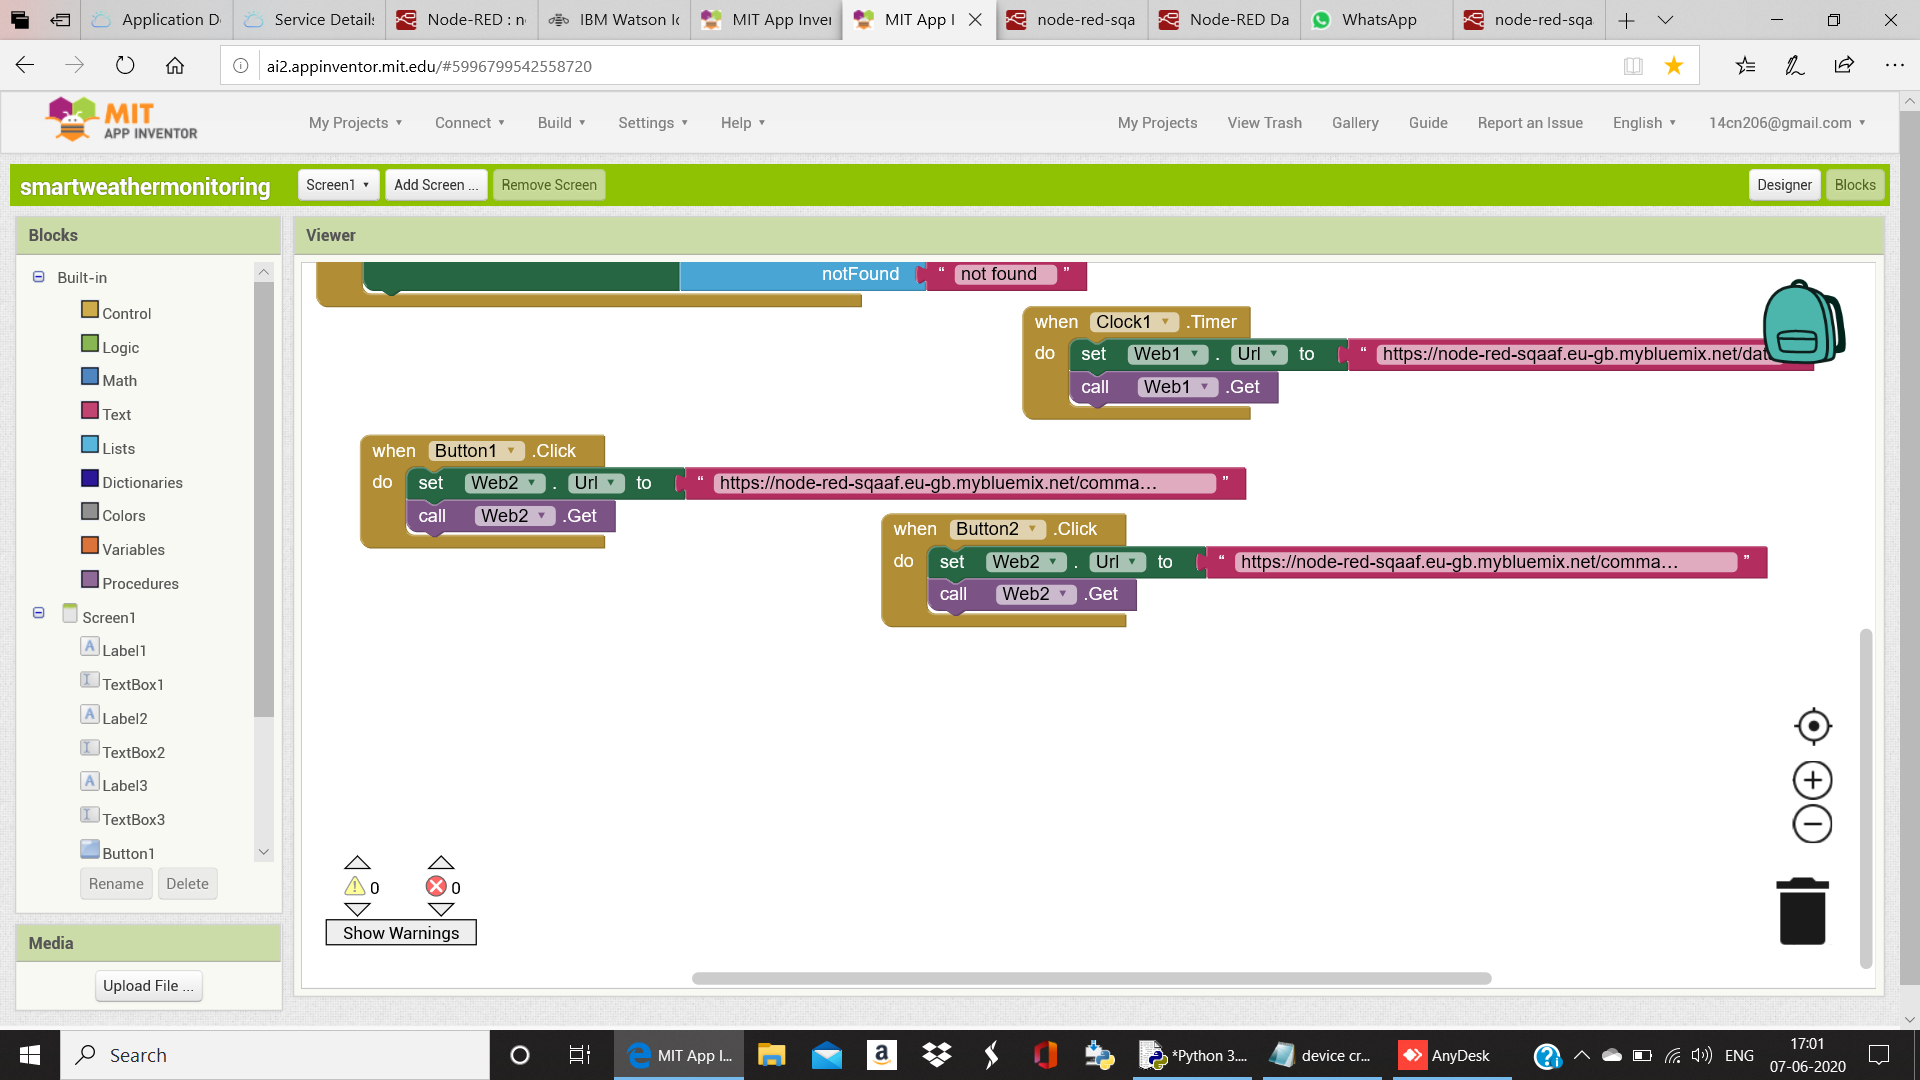 Application D
Service Details
Node-RED : n
IBM Watson Io
MIT App Inver
MIT App I
node-red-sqa
Node-RED Da
WhatsApp
node-red-sqa
ai2.appinventor.mit.edu/#5996799542558720
MIT
APP INVENTOR
My Projects
Connect
Build
Settings
Help
My Projects
View Trash
Gallery
Guide
Report an Issue
English
14cn206@gmail.com
smartweathermonitoring
Screen1
Add Screen ...
Remove Screen
Designer
Blocks
Blocks
Viewer
Built-in
Control
Logic
Math
Text
Lists
Dictionaries
Colors
Variables
Procedures
Screen1
Label1
TextBox1
Label2
TextBox2
Label3
TextBox3
Button1
Rename
Delete
Media
Upload File ...
notFound “ not found ”
when Clock1 .Timer
do set Web1 . Url to “ https://node-red-sqaaf.eu-gb.mybluemix.net/dat
call Web1 .Get
when Button1 .Click
do set Web2 . Url to “ https://node-red-sqaaf.eu-gb.mybluemix.net/comma… ”
call Web2 .Get
when Button2 .Click
do set Web2 . Url to “ https://node-red-sqaaf.eu-gb.mybluemix.net/comma… ”
call Web2 .Get
0
0
Show Warnings
Search
MIT App I...
*Python 3....
device cr...
AnyDesk
ENG
17:01
07-06-2020